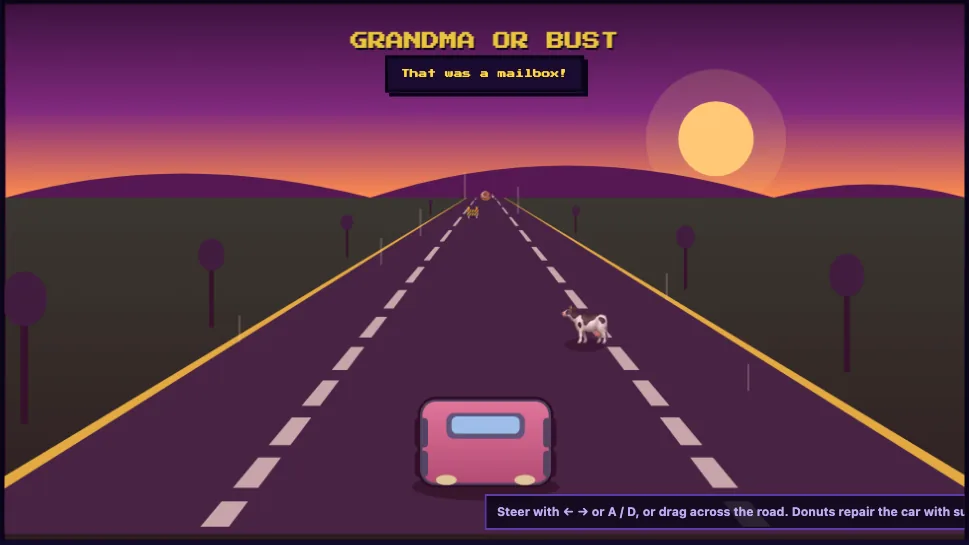 GRANDMA OR BUST
That was a mailbox!
Steer with ← → or A / D, or drag across the road. Donuts repair the car with